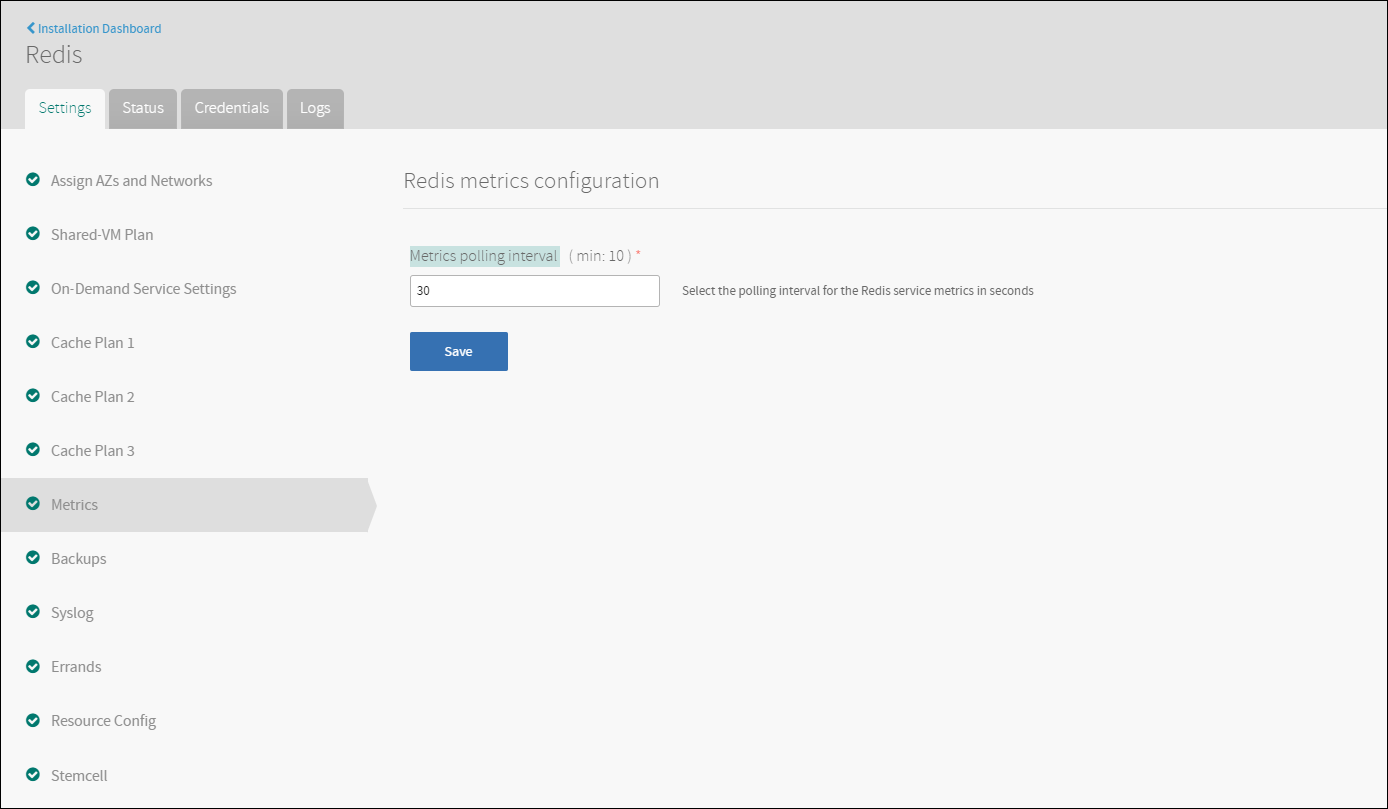 Installation Dashboard
Redis
Settings Status Credentials Logs
Assign AZs and Networks
Shared-VM Plan
On-Demand Service Settings
Cache Plan 1
Cache Plan 2
Cache Plan 3
Metrics
Backups
Syslog
Errands
Resource Config
Stemcell
Redis metrics configuration
Metrics polling interval ( min: 10 ) *
30 Select the polling interval for the Redis service metrics in seconds
Save